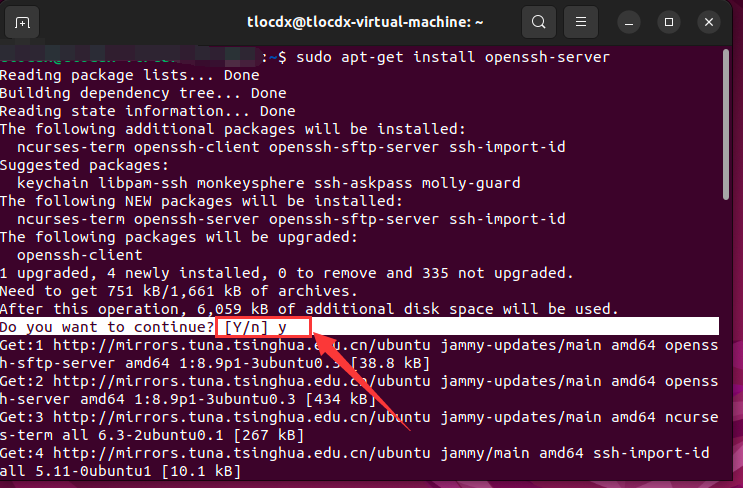 tlocdx@tlocdx-virtual-machine: ~
:~$ sudo apt-get install openssh-server
Reading package lists... Done
Building dependency tree... Done
Reading state information... Done
The following additional packages will be installed:
  ncurses-term openssh-client openssh-sftp-server ssh-import-id
Suggested packages:
  keychain libpam-ssh monkeysphere ssh-askpass molly-guard
The following NEW packages will be installed:
  ncurses-term openssh-server openssh-sftp-server ssh-import-id
The following packages will be upgraded:
  openssh-client
1 upgraded, 4 newly installed, 0 to remove and 335 not upgraded.
Need to get 751 kB/1,661 kB of archives.
After this operation, 6,059 kB of additional disk space will be used.
Do you want to continue? [Y/n] y
Get:1 http://mirrors.tuna.tsinghua.edu.cn/ubuntu jammy-updates/main amd64 openss
h-sftp-server amd64 1:8.9p1-3ubuntu0.3 [38.8 kB]
Get:2 http://mirrors.tuna.tsinghua.edu.cn/ubuntu jammy-updates/main amd64 openss
h-server amd64 1:8.9p1-3ubuntu0.3 [434 kB]
Get:3 http://mirrors.tuna.tsinghua.edu.cn/ubuntu jammy-updates/main amd64 ncurse
s-term all 6.3-2ubuntu0.1 [267 kB]
Get:4 http://mirrors.tuna.tsinghua.edu.cn/ubuntu jammy/main amd64 ssh-import-id
all 5.11-0ubuntu1 [10.1 kB]